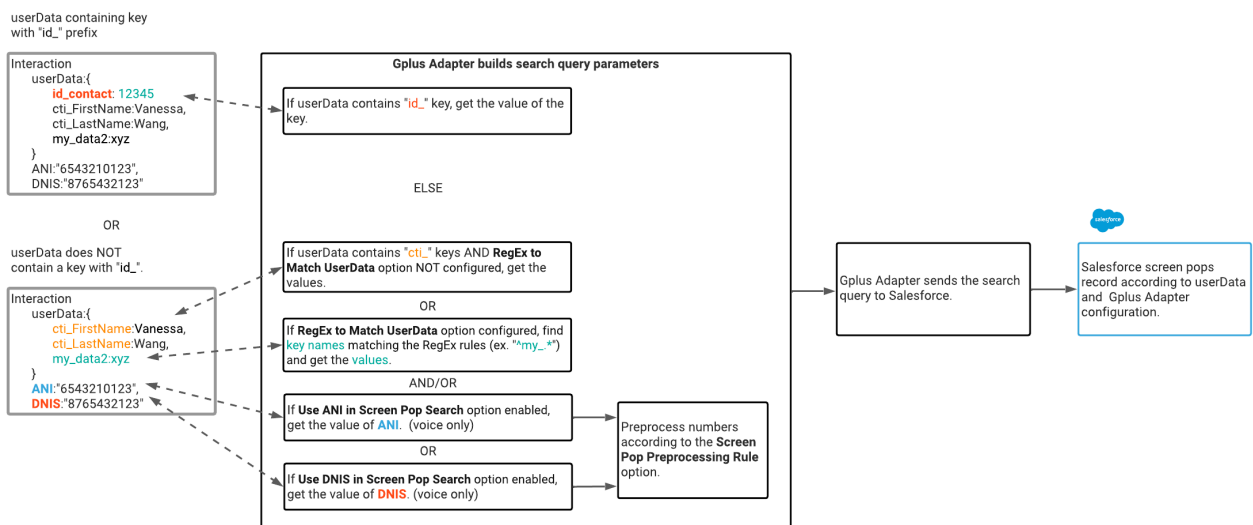 userData containing key
with "id_" prefix
Interaction
userData:{
id_contact: 12345
cti_FirstName:Vanessa,
cti_LastName:Wang,
my_data2:xyz
}
ANI:"6543210123",
DNIS:"8765432123"
OR
userData does NOT
contain a key with "id_".
Interaction
userData:{
cti_FirstName:Vanessa,
cti_LastName:Wang,
my_data2:xyz
}
ANI:"6543210123",
DNIS:"8765432123"
Gplus Adapter builds search query parameters
If userData contains "id_" key, get the value of the
key.
ELSE
If userData contains "cti_" keys AND RegEx to
Match UserData option NOT configured, get the
values.
OR
If RegEx to Match UserData option configured, find
key names matching the RegEx rules (ex. "^my_.*")
and get the values.
AND/OR
If Use ANI in Screen Pop Search option enabled,
get the value of ANI. (voice only)
OR
If Use DNIS in Screen Pop Search option enabled,
get the value of DNIS. (voice only)
Preprocess numbers
according to the Screen
Pop Preprocessing Rule
option.
Gplus Adapter sends the search
query to Salesforce.
salesforce
Salesforce screen pops
record according to userData
and Gplus Adapter
configuration.